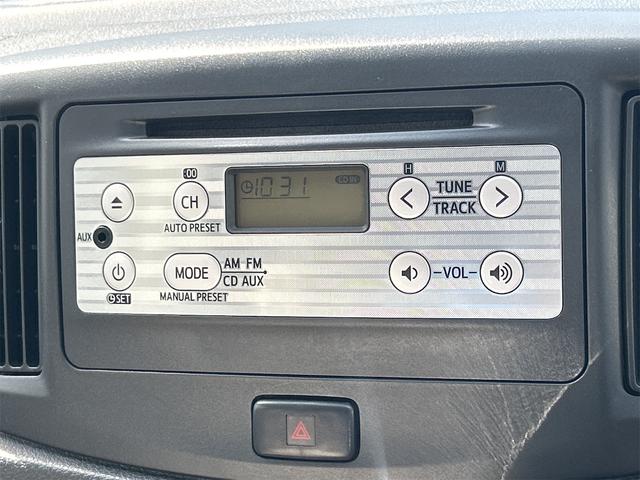 :00
H
M
CH
10 31
CD IN
TUNE
TRACK
AUTO PRESET
AUX
MODE
AM FM
CD AUX
VOL
SET
MANUAL PRESET